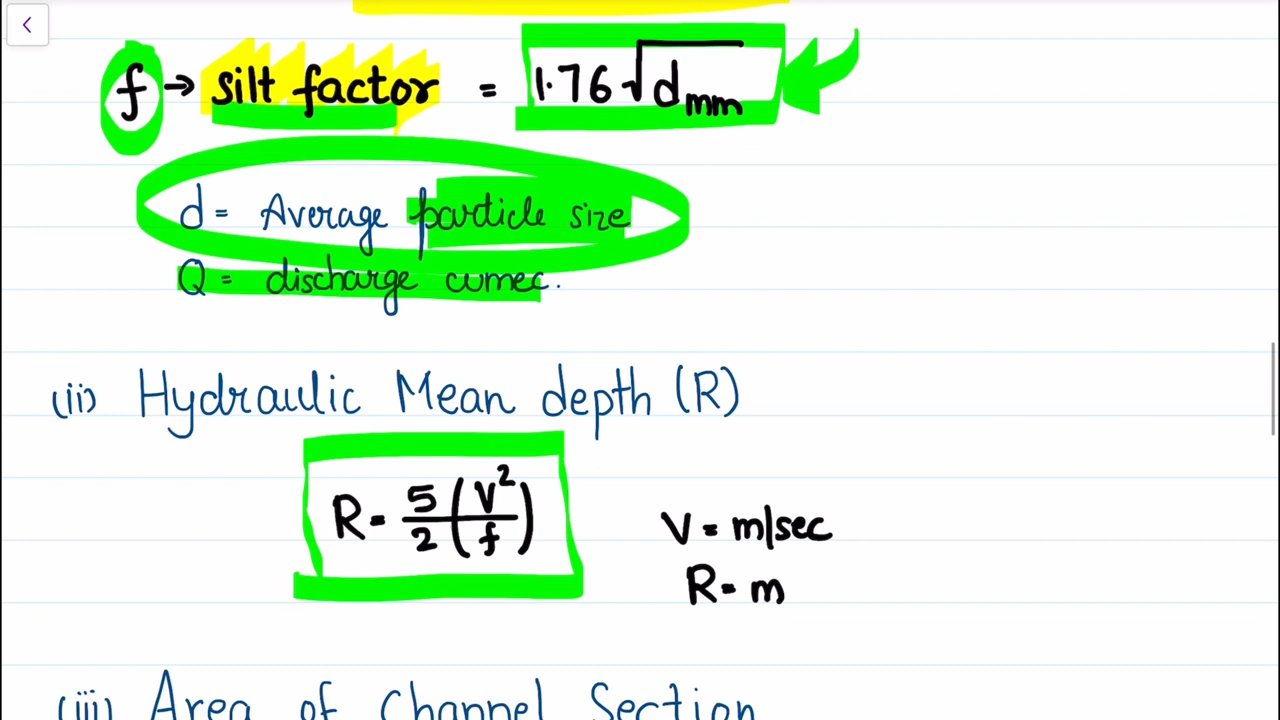 f → silt factor = 1.76√d mm
d = Average particle size
Q = discharge cumec.
(ii) Hydraulic Mean depth (R)
R = 5/2 (V²/f)
V = m/sec
R = m
(iii) Area of Channel Section